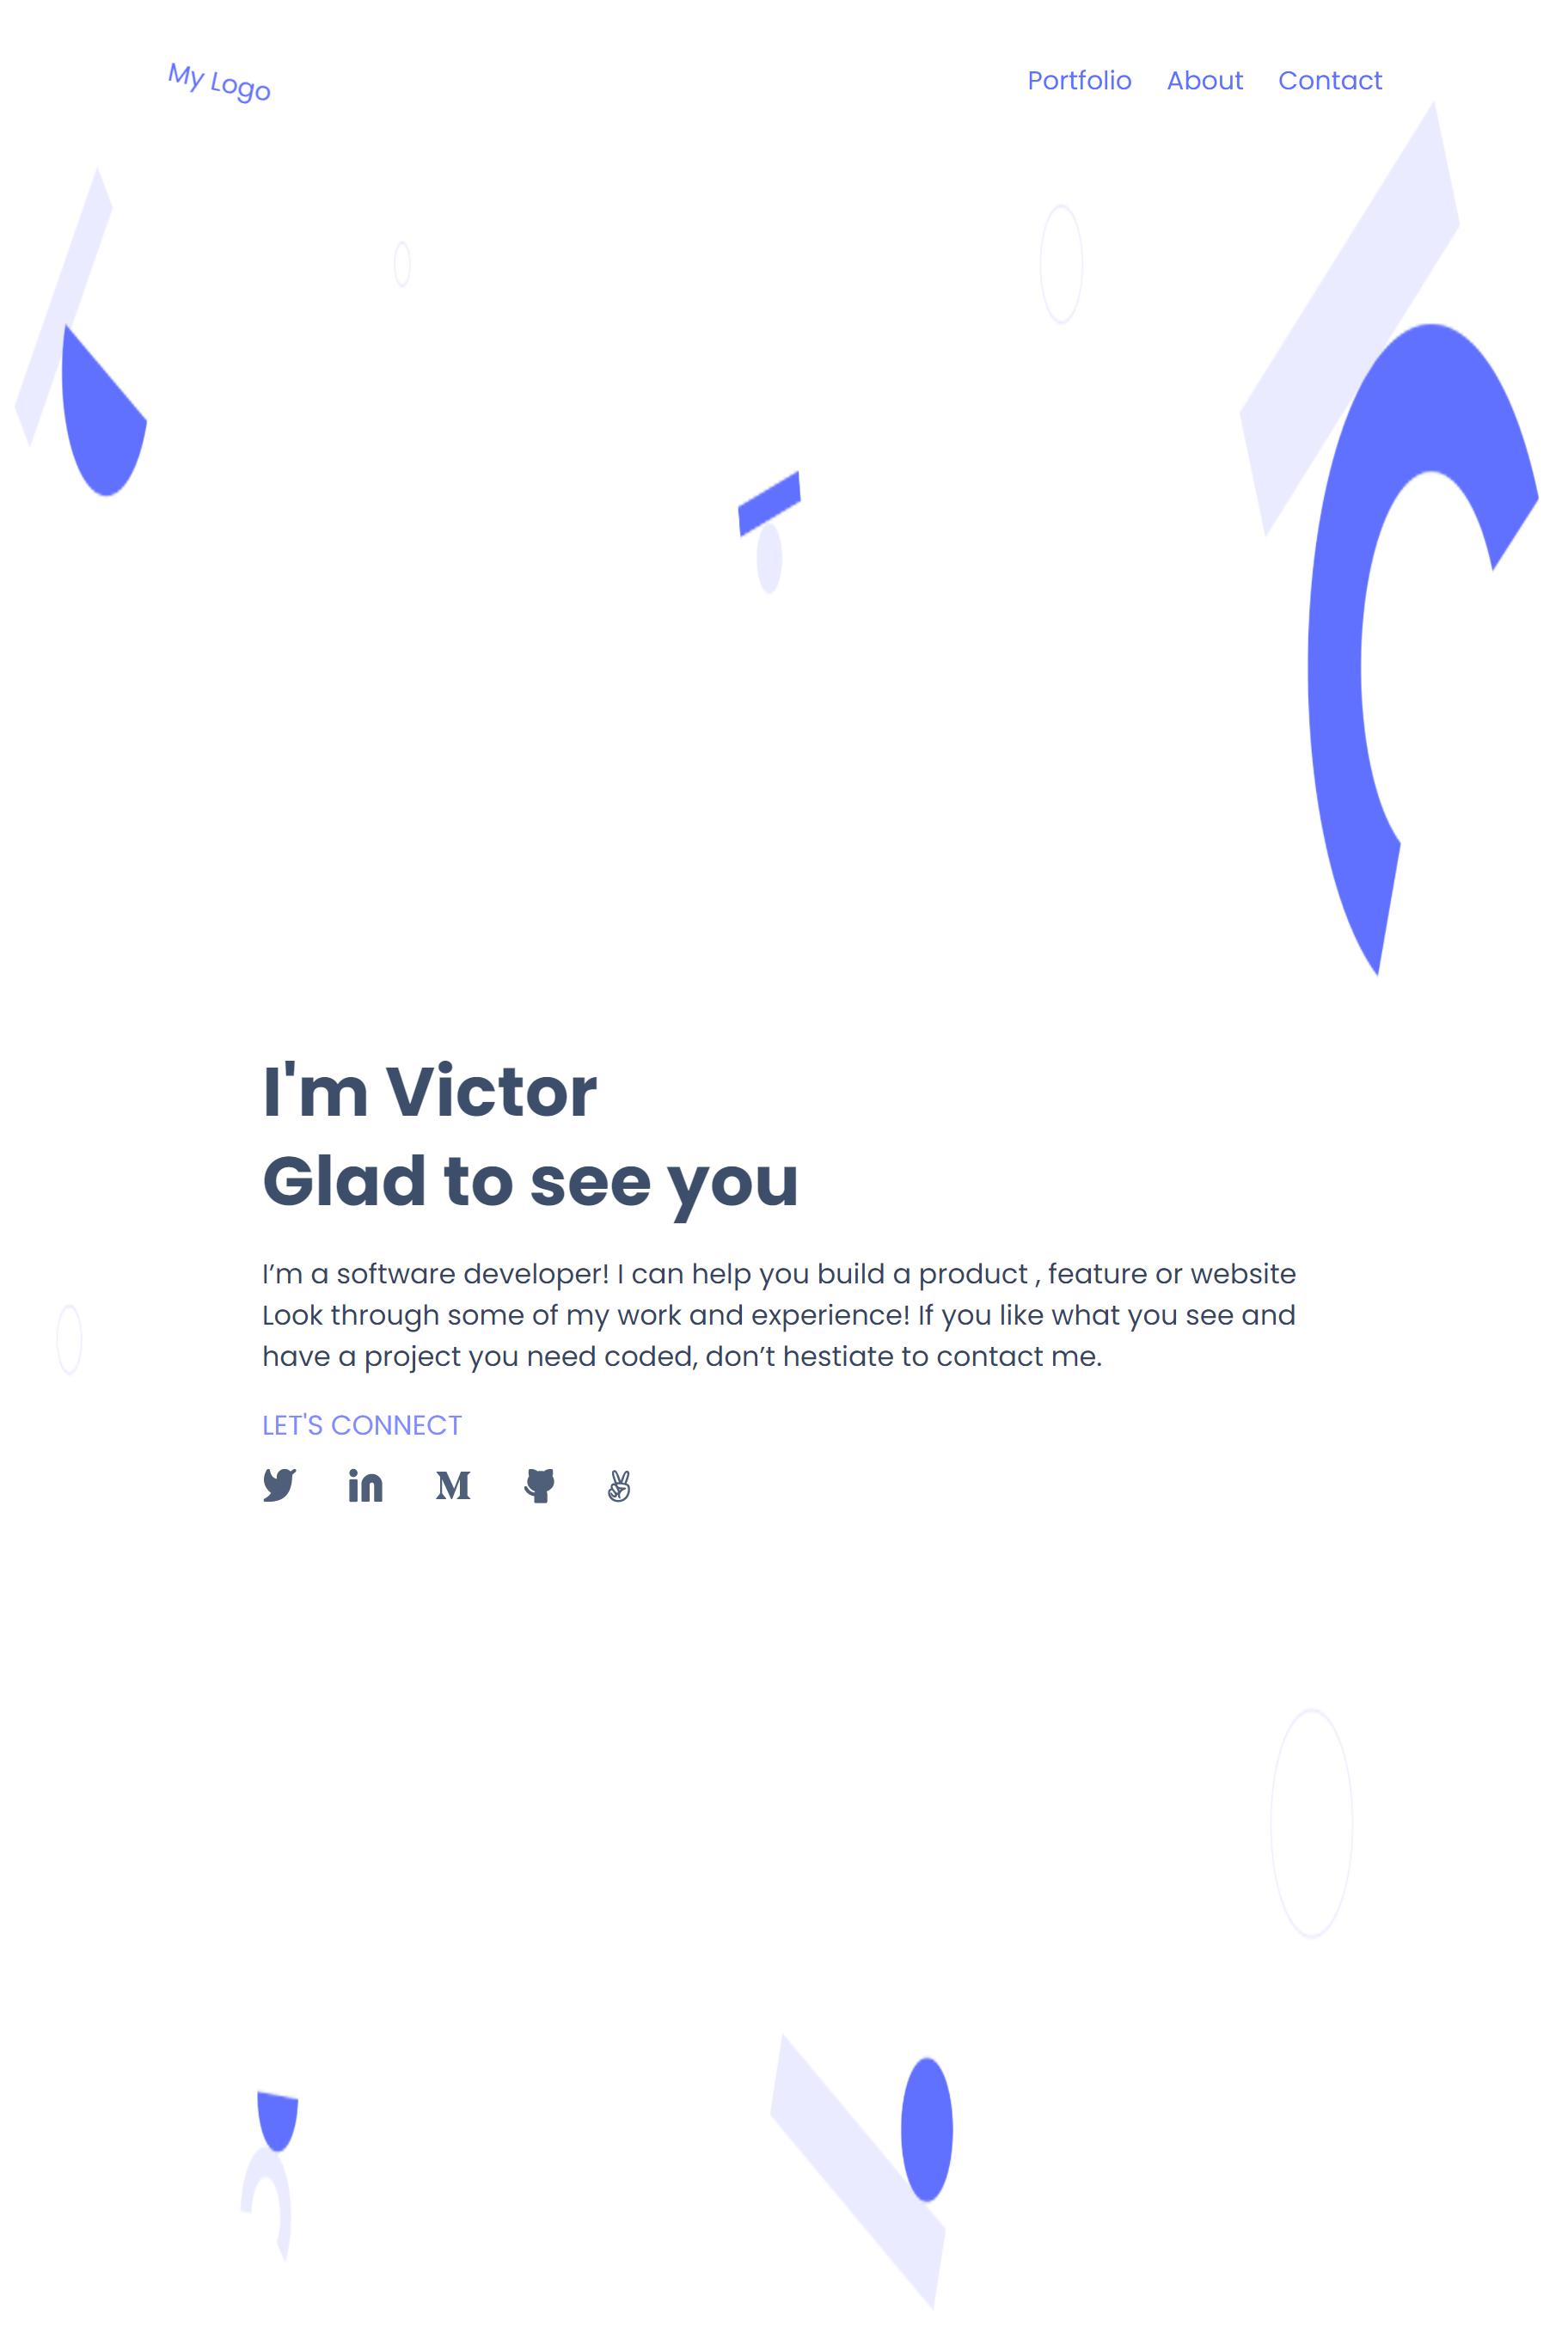 My Logo
Portfolio About Contact
I'm Victor
Glad to see you
I’m a software developer! I can help you build a product , feature or website
Look through some of my work and experience! If you like what you see and
have a project you need coded, don’t hestiate to contact me.
LET'S CONNECT